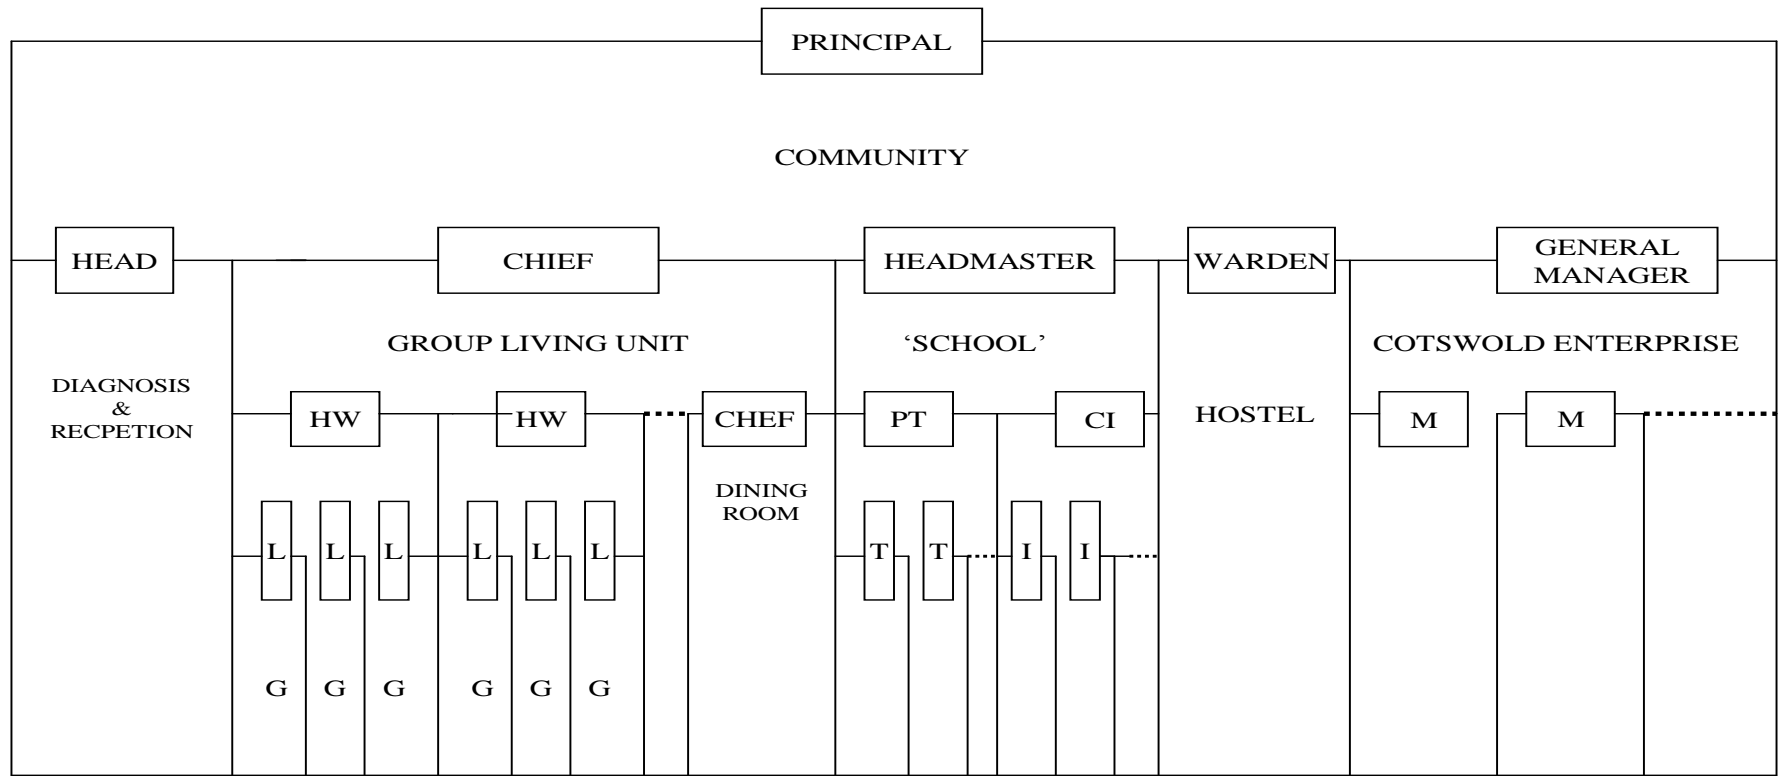 PRINCIPAL
COMMUNITY
HEAD
CHIEF
HEADMASTER
WARDEN
GENERAL
MANAGER
GROUP LIVING UNIT
‘SCHOOL’
COTSWOLD ENTERPRISE
DIAGNOSIS
&
RECPETION
HW
HW
CHEF
PT
CI
HOSTEL
M
M
DINING
ROOM
L
L
L
L
L
L
T
T
I
I
G
G
G
G
G
G